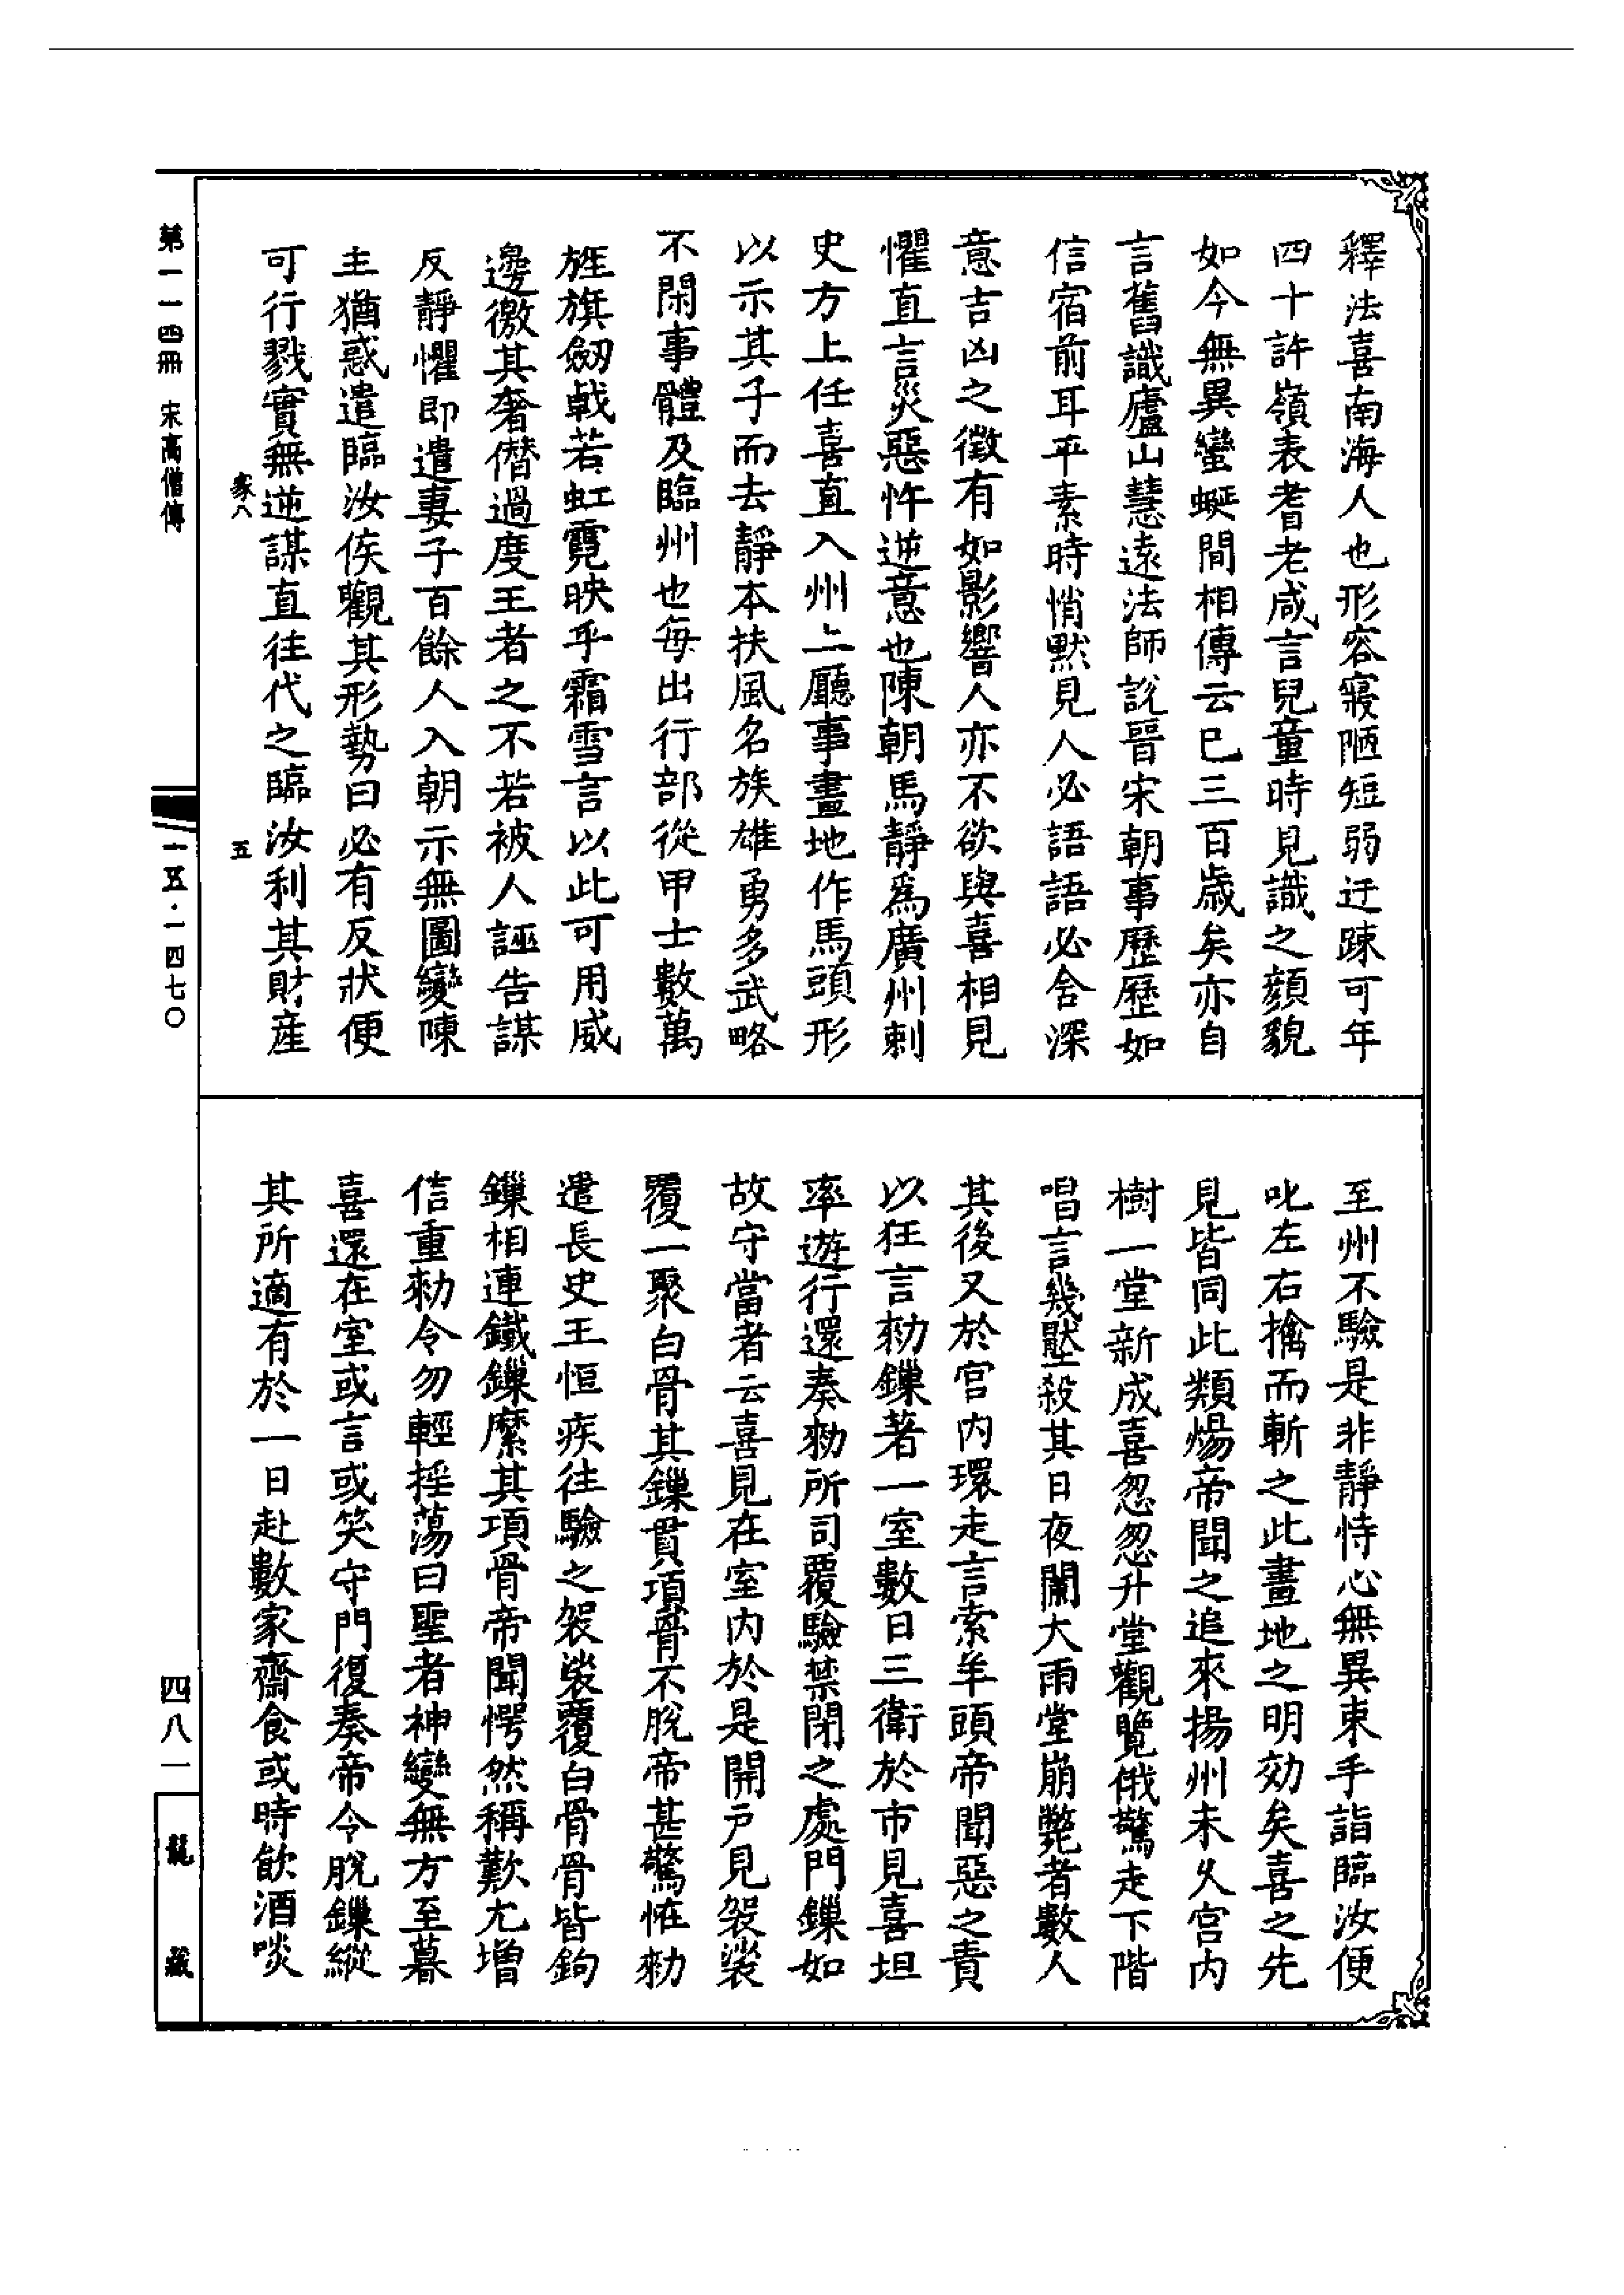 釋法喜南海人也形容寢陋短弱迂踈可年
四十許嶺表耆老咸言兒童時見識之顏貌
如今無異蠻蜒間相傳云已三百歲矣亦自
言舊識廬山慧遠法師說晉宋朝事歷歷如
信宿前耳平素時悄默見人必語語必含深
意吉凶之徵有如影響人亦不欲與喜相見
懼直言災惡忤逆意也陳朝馬靜爲廣州刺
史方上任喜直入州上廳事畫地作馬頭形
以示其子而去靜本扶風名族雄勇多武略
不閑事體及臨州也每出行部從甲士數萬
旌旗劒戟若虹霓映乎霜雪言以此可用威
邊徼其奢僭過度王者之不若被人誣告謀
反靜懼即遣妻子百餘人入朝示無圖變陳
主猶惑遣臨汝侯觀其形勢曰必有反狀便
可行戮實無逆謀直往代之臨汝利其財産
至州不驗是非靜恃心無異束手詣臨汝便
叱左右擒而斬之此畫地之明効矣喜之先
見皆同此類煬帝聞之追來揚州未久宫内
樹一堂新成喜忽忽升堂觀覽俄驚走下階
唱言幾壓殺其日夜闌大雨堂崩斃者數人
其後又於宫内環走言索羊頭帝聞惡之責
以狂言勑鏁著一室數日三衛於市見喜坦
率遊行還奏勑所司覆驗禁閉之處門鏁如
故守當者云喜見在室内於是開戸見袈裟
覆一聚白骨其鏁貫項骨不脫帝甚驚恠勑
遣長史王恒疾往驗之袈裟覆白骨骨皆鉤
鏁相連鐵鏁縻其項骨帝聞愕然稱歎尤增
信重勑令勿輕揺蕩曰聖者神變無方至暮
喜還在室或言或笑守門復奏帝令脫鏁縱
其所適有於一日赴數家齋食或時飲酒啖
家八
五
第一一四冊 宋高僧傳
一五·一四七〇
四八一
龍藏